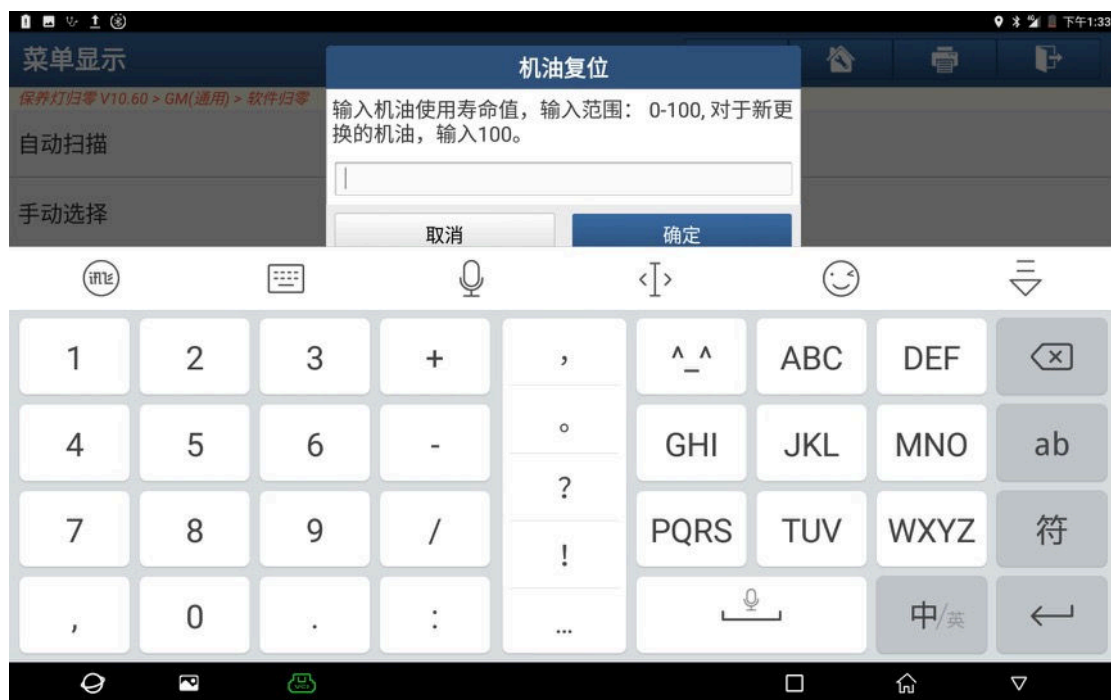 下午1:33
菜单显示
机油复位
保养灯归零 V10.60 > GM(通用) > 软件归零
输入机油使用寿命值，输入范围： 0-100, 对于新更
换的机油，输入100。
自动扫描
手动选择
取消 确定
讯飞
1 2 3 + ， ^_^ ABC DEF
4 5 6 - 。 GHI JKL MNO ab
7 8 9 / ？ PQRS TUV WXYZ 符
！
, 0 . : ... 中/英